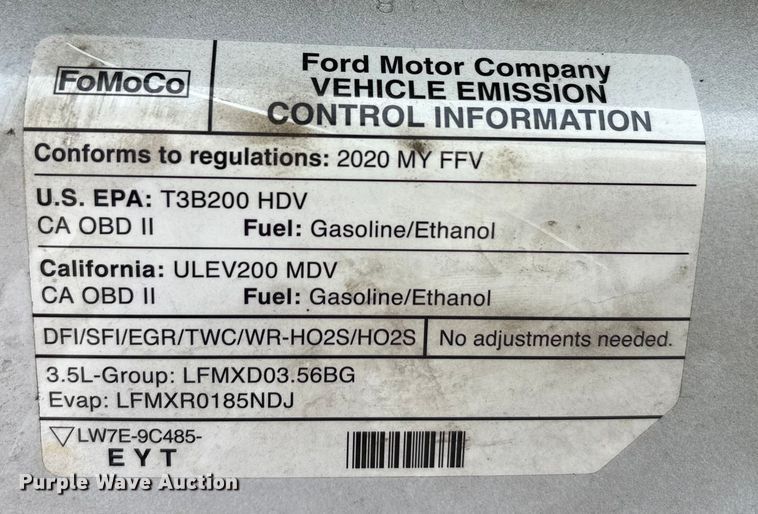 FoMoCo
Ford Motor Company
VEHICLE EMISSION
CONTROL INFORMATION
Conforms to regulations: 2020 MY FFV
U.S. EPA: T3B200 HDV
CA OBD II Fuel: Gasoline/Ethanol
California: ULEV200 MDV
CA OBD II Fuel: Gasoline/Ethanol
DFI/SFI/EGR/TWC/WR-HO2S/HO2S No adjustments needed.
3.5L-Group: LFMXD03.56BG
Evap: LFMXR0185NDJ
LW7E-9C485-
EYT
Purple Wave Auction